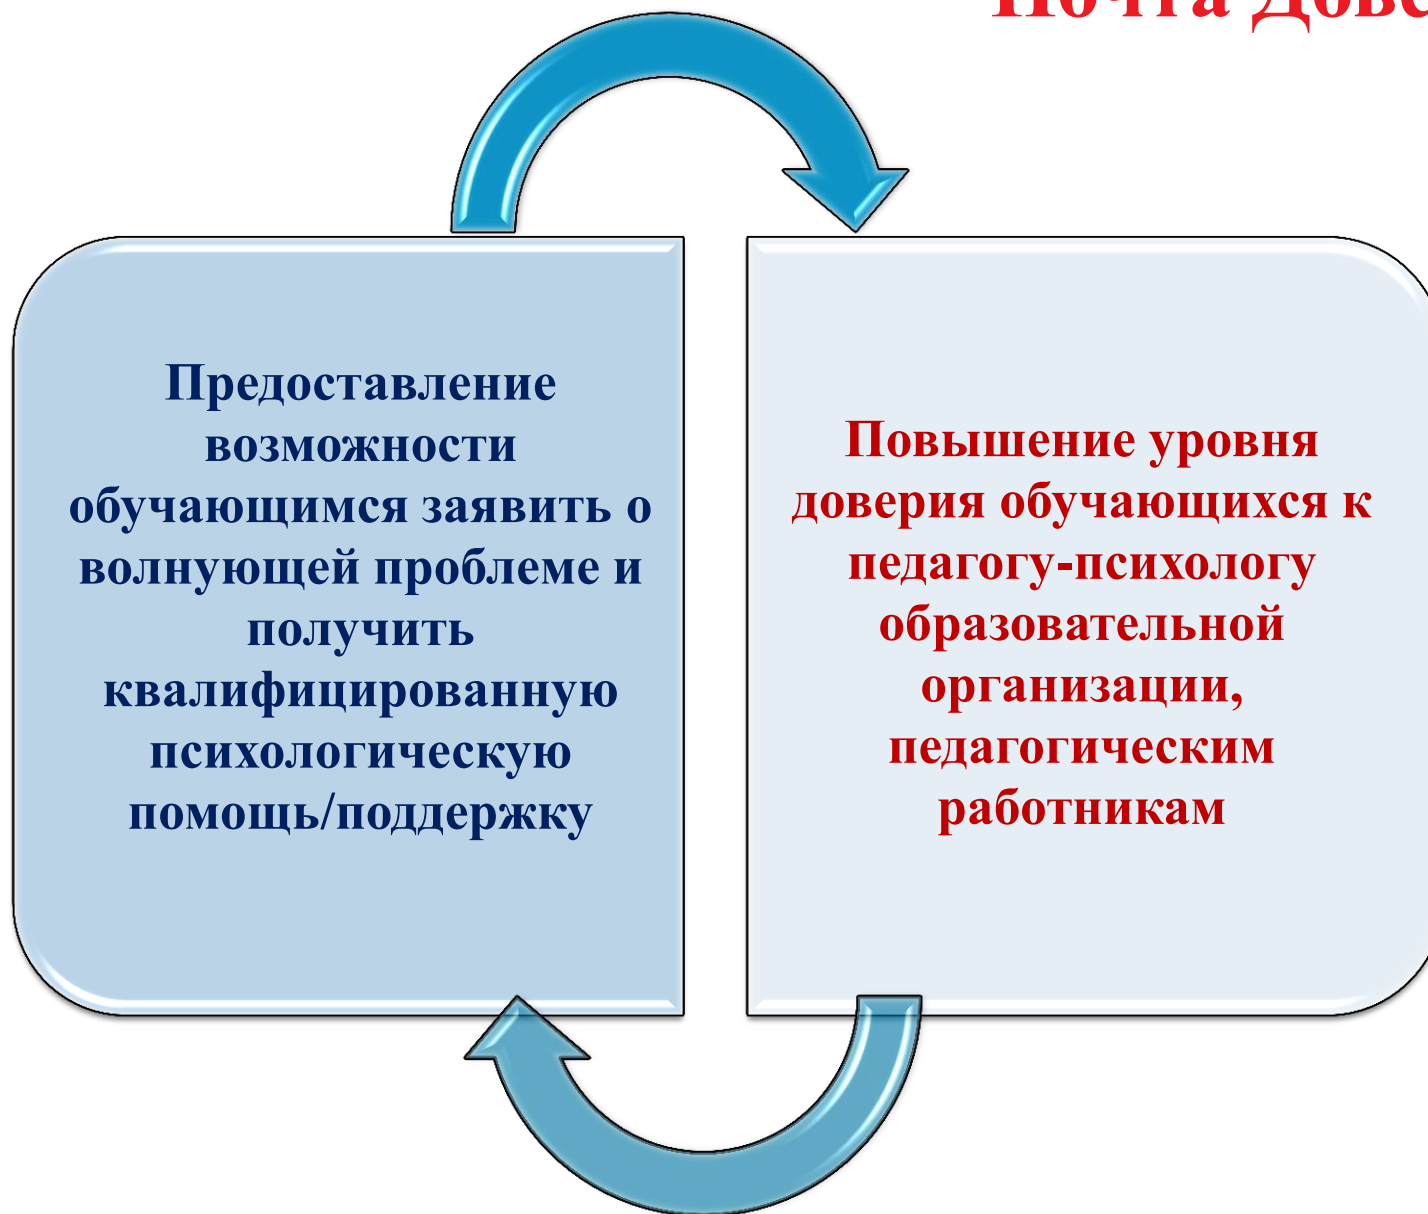 Почта
Предоставление
возможности
обучающимся заявить о
волнующей проблеме и
получить
квалифицированную
психологическую
помощь/поддержку
Повышение уровня
доверия обучающихся к
педагогу-психологу
образовательной
организации,
педагогическим
работникам